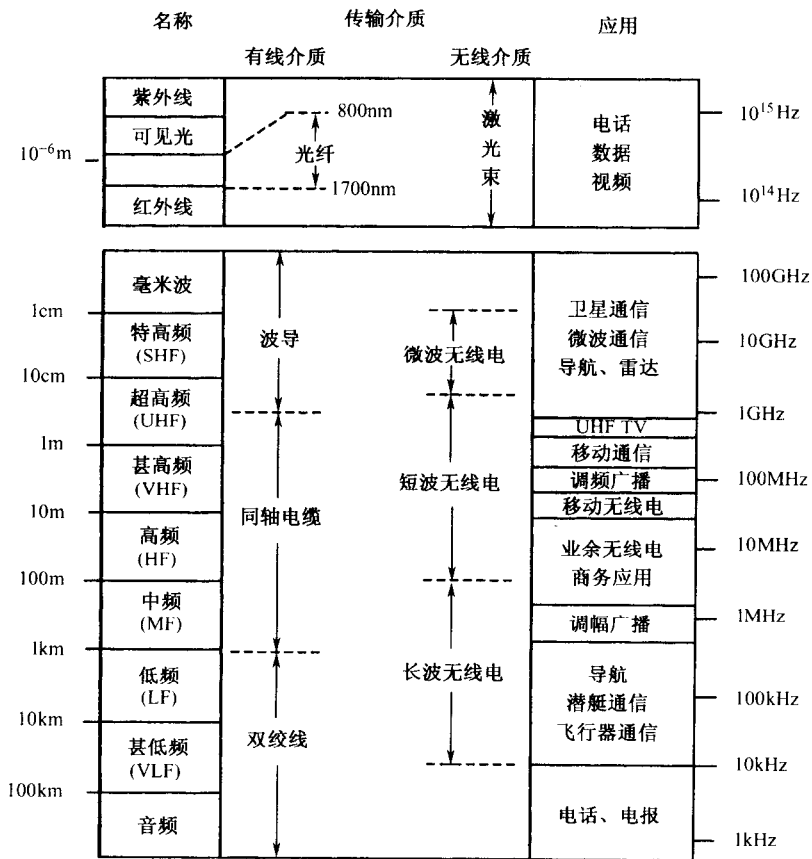 名称
传输介质
应用
有线介质
无线介质
紫外线
可见光
红外线
10⁻⁶m
800nm
光纤
1700nm
激
光
束
电话
数据
视频
10¹⁵Hz
10¹⁴Hz
毫米波
特高频
(SHF)
超高频
(UHF)
甚高频
(VHF)
高频
(HF)
中频
(MF)
低频
(LF)
甚低频
(VLF)
音频
1cm
10cm
1m
10m
100m
1km
10km
100km
波导
同轴电缆
双绞线
微波无线电
短波无线电
长波无线电
卫星通信
微波通信
导航、雷达
UHF TV
移动通信
调频广播
移动无线电
业余无线电
商务应用
调幅广播
导航
潜艇通信
飞行器通信
电话、电报
100GHz
10GHz
1GHz
100MHz
10MHz
1MHz
100kHz
10kHz
1kHz